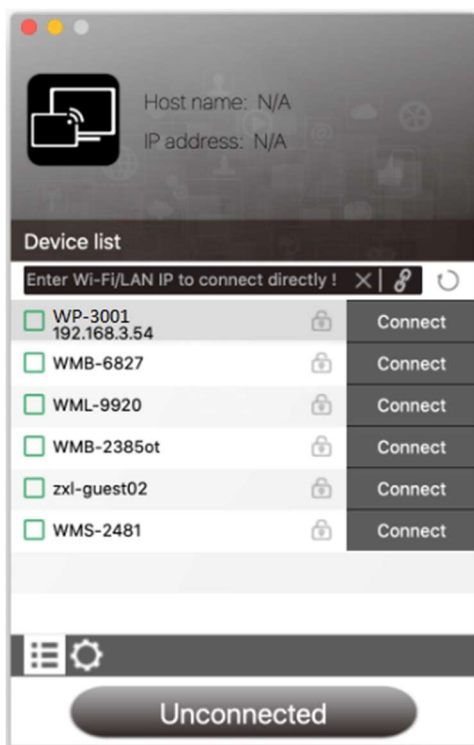 Host name: N/A
IP address: N/A
Device list
Enter Wi-Fi/LAN IP to connect directly !
WP-3001
192.168.3.54
Connect
WMB-6827
Connect
WML-9920
Connect
WMB-2385ot
Connect
zxl-guest02
Connect
WMS-2481
Connect
Unconnected